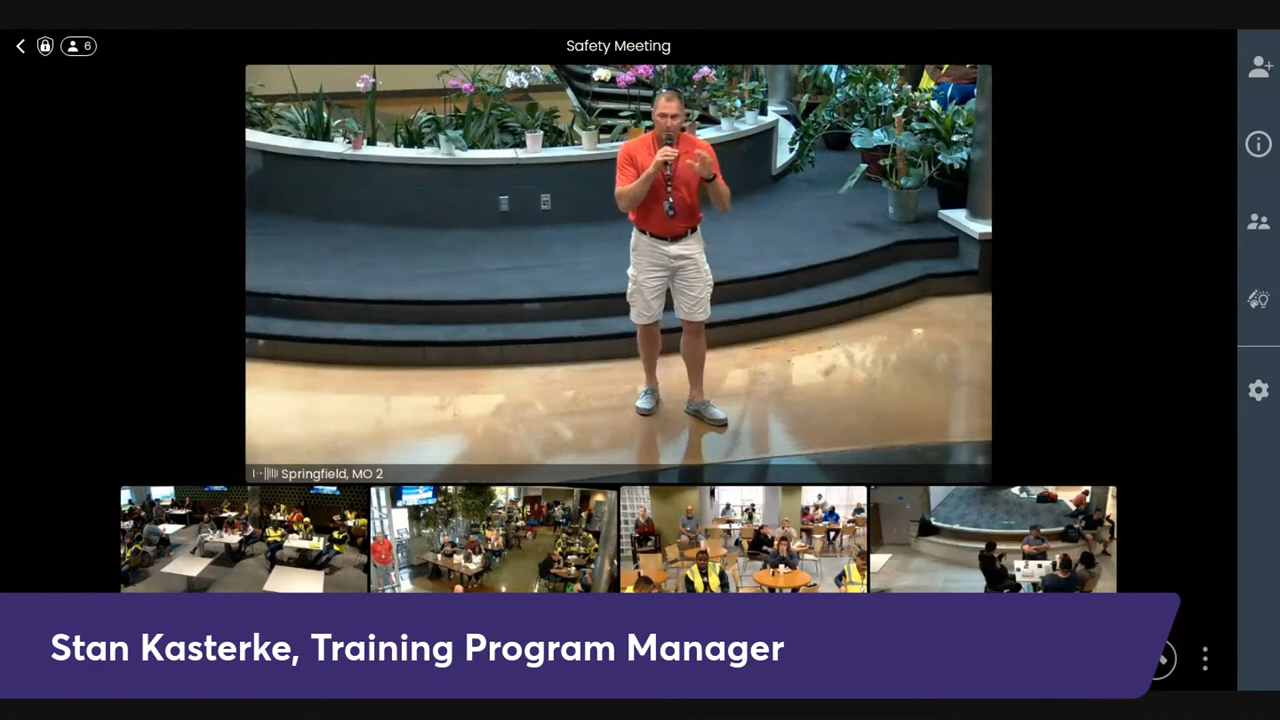 6
Safety Meeting
Springfield, MO 2
Stan Kasterke, Training Program Manager